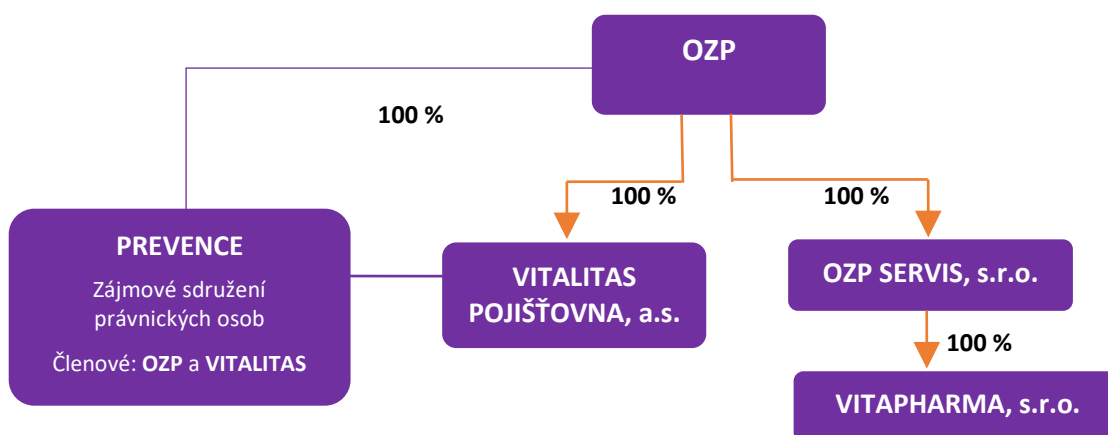 OZP
100 %
100 %
100 %
PREVENCE
Zájmové sdružení
právnických osob
Členové: OZP a VITALITAS
VITALITAS
POJIŠŤOVNA, a.s.
OZP SERVIS, s.r.o.
100 %
VITAPHARMA, s.r.o.